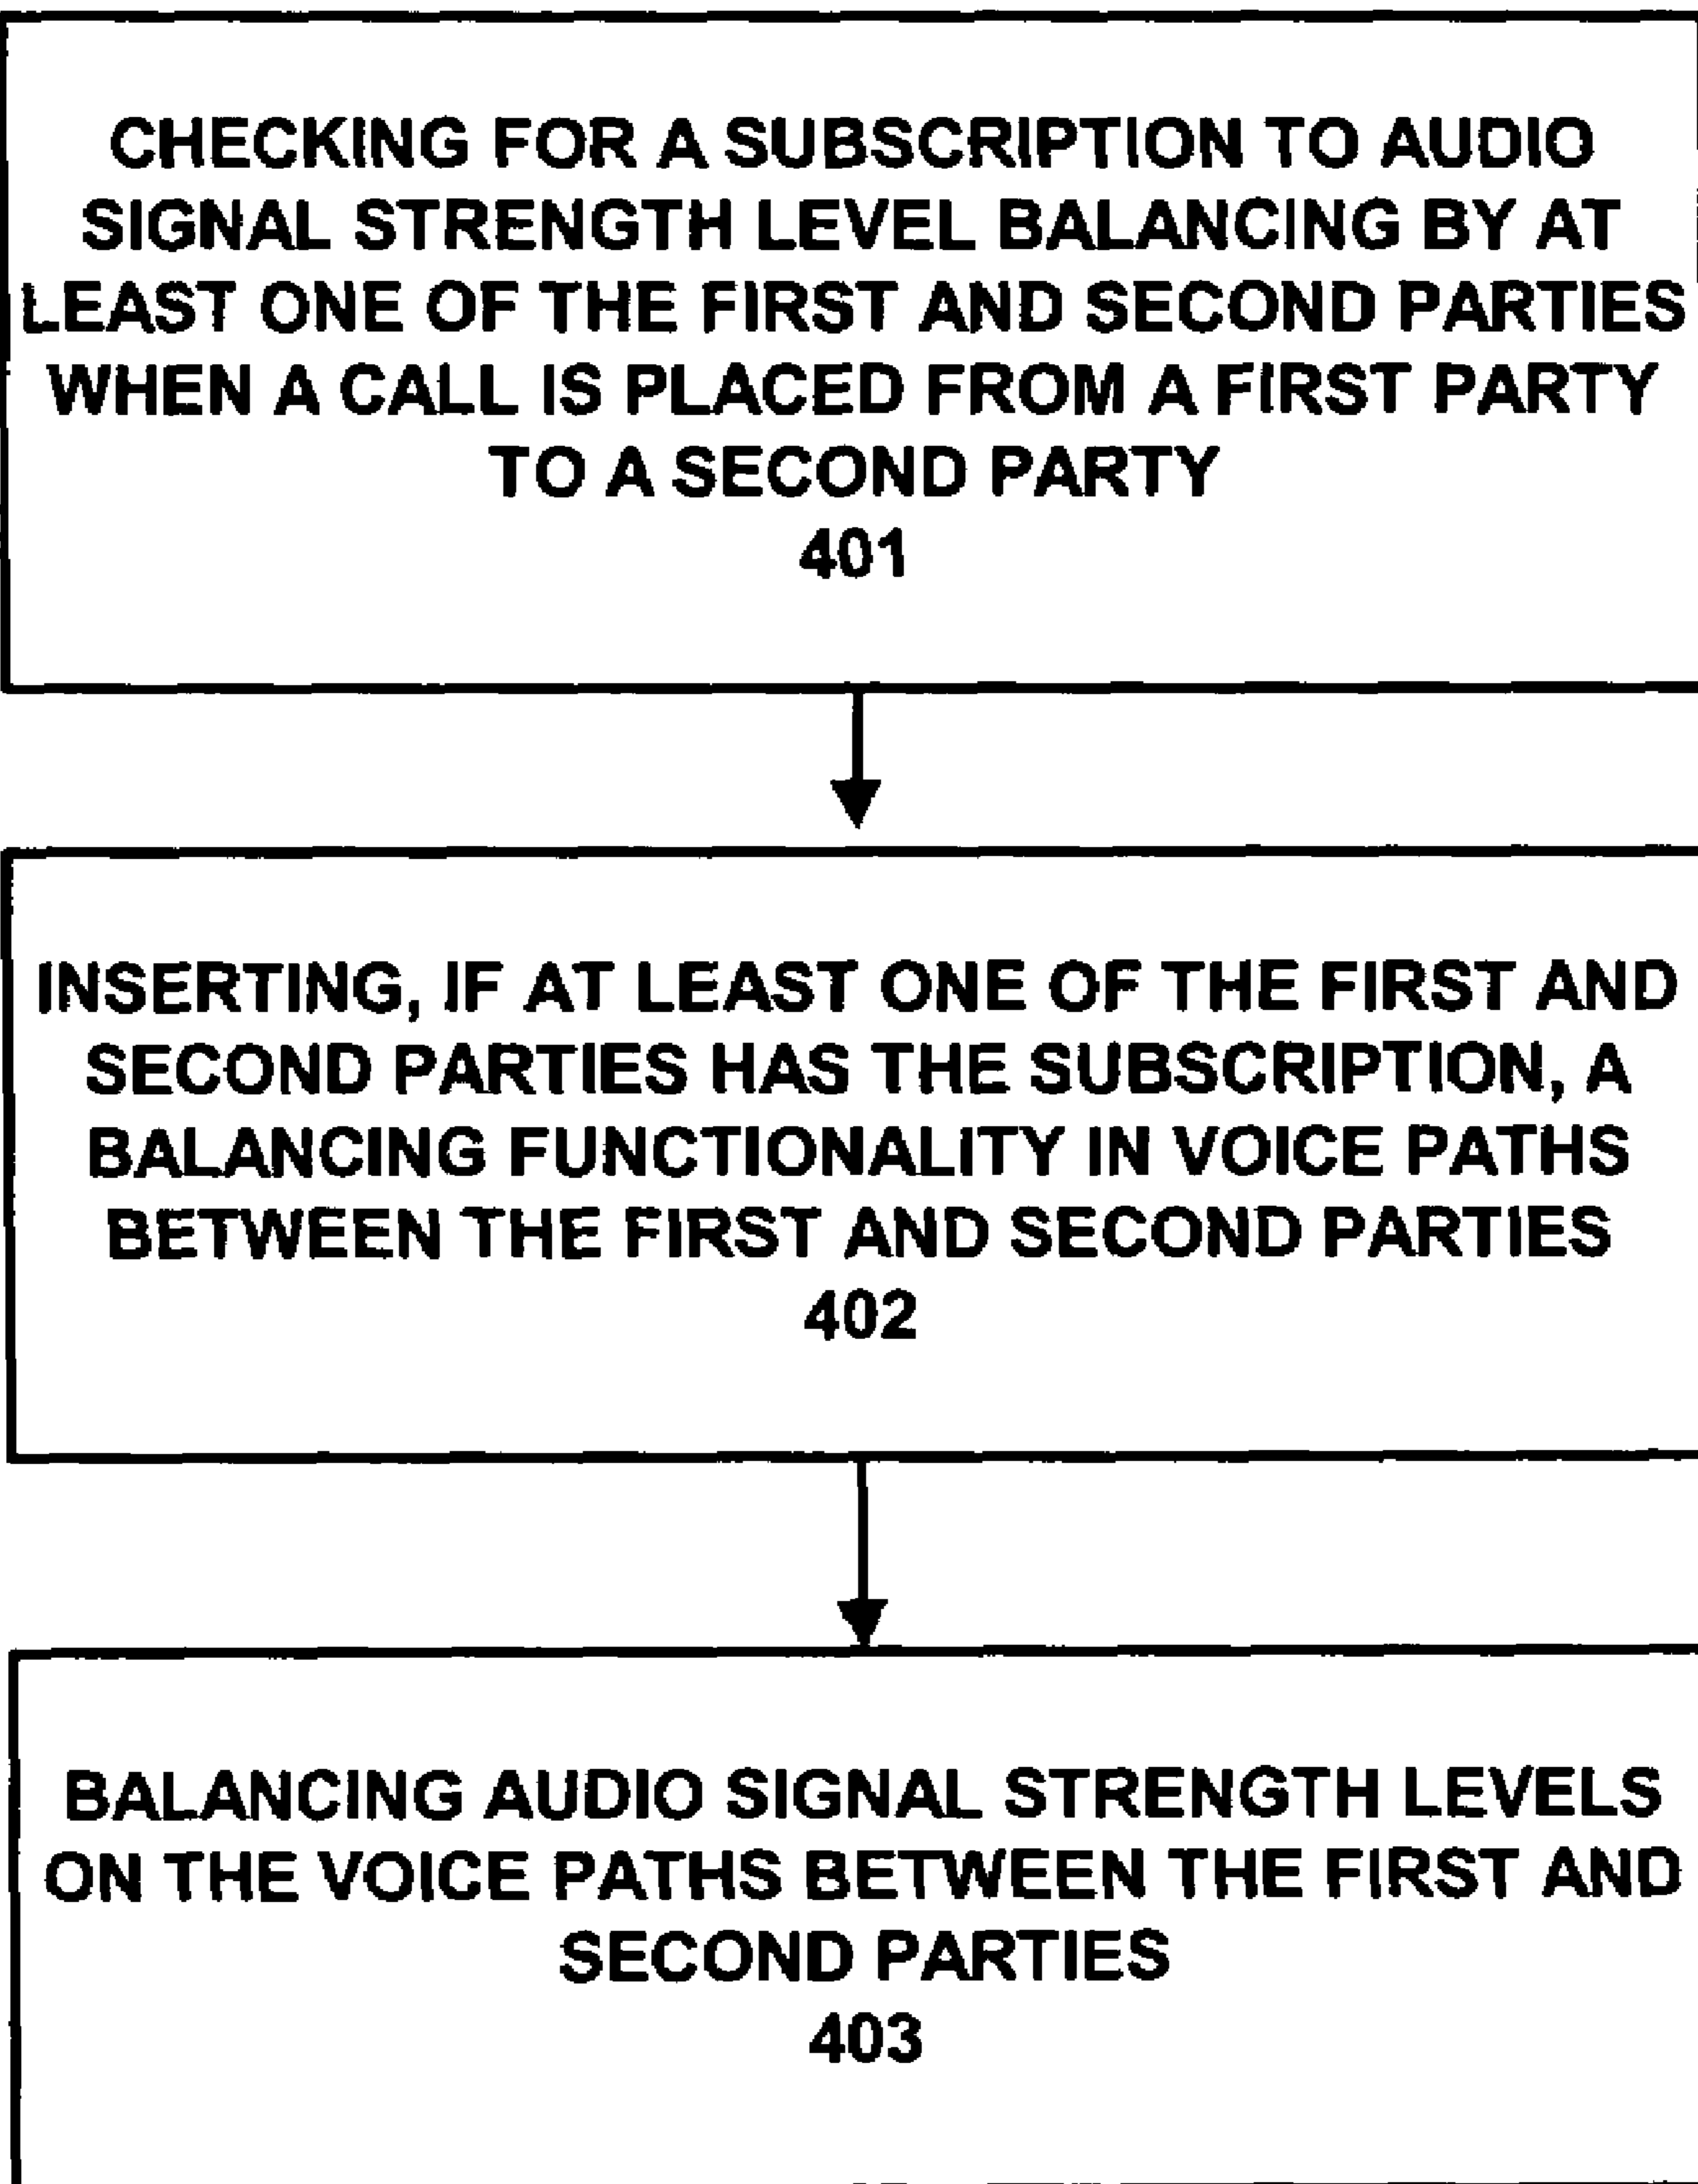 CHECKING FOR A SUBSCRIPTION TO AUDIO
SIGNAL STRENGTH LEVEL BALANCING BY AT
LEAST ONE OF THE FIRST AND SECOND PARTIES
WHEN A CALL IS PLACED FROM A FIRST PARTY
TO A SECOND PARTY
401
INSERTING, IF AT LEAST ONE OF THE FIRST AND
SECOND PARTIES HAS THE SUBSCRIPTION, A
BALANCING FUNCTIONALITY IN VOICE PATHS
BETWEEN THE FIRST AND SECOND PARTIES
402
BALANCING AUDIO SIGNAL STRENGTH LEVELS
ON THE VOICE PATHS BETWEEN THE FIRST AND
SECOND PARTIES
403